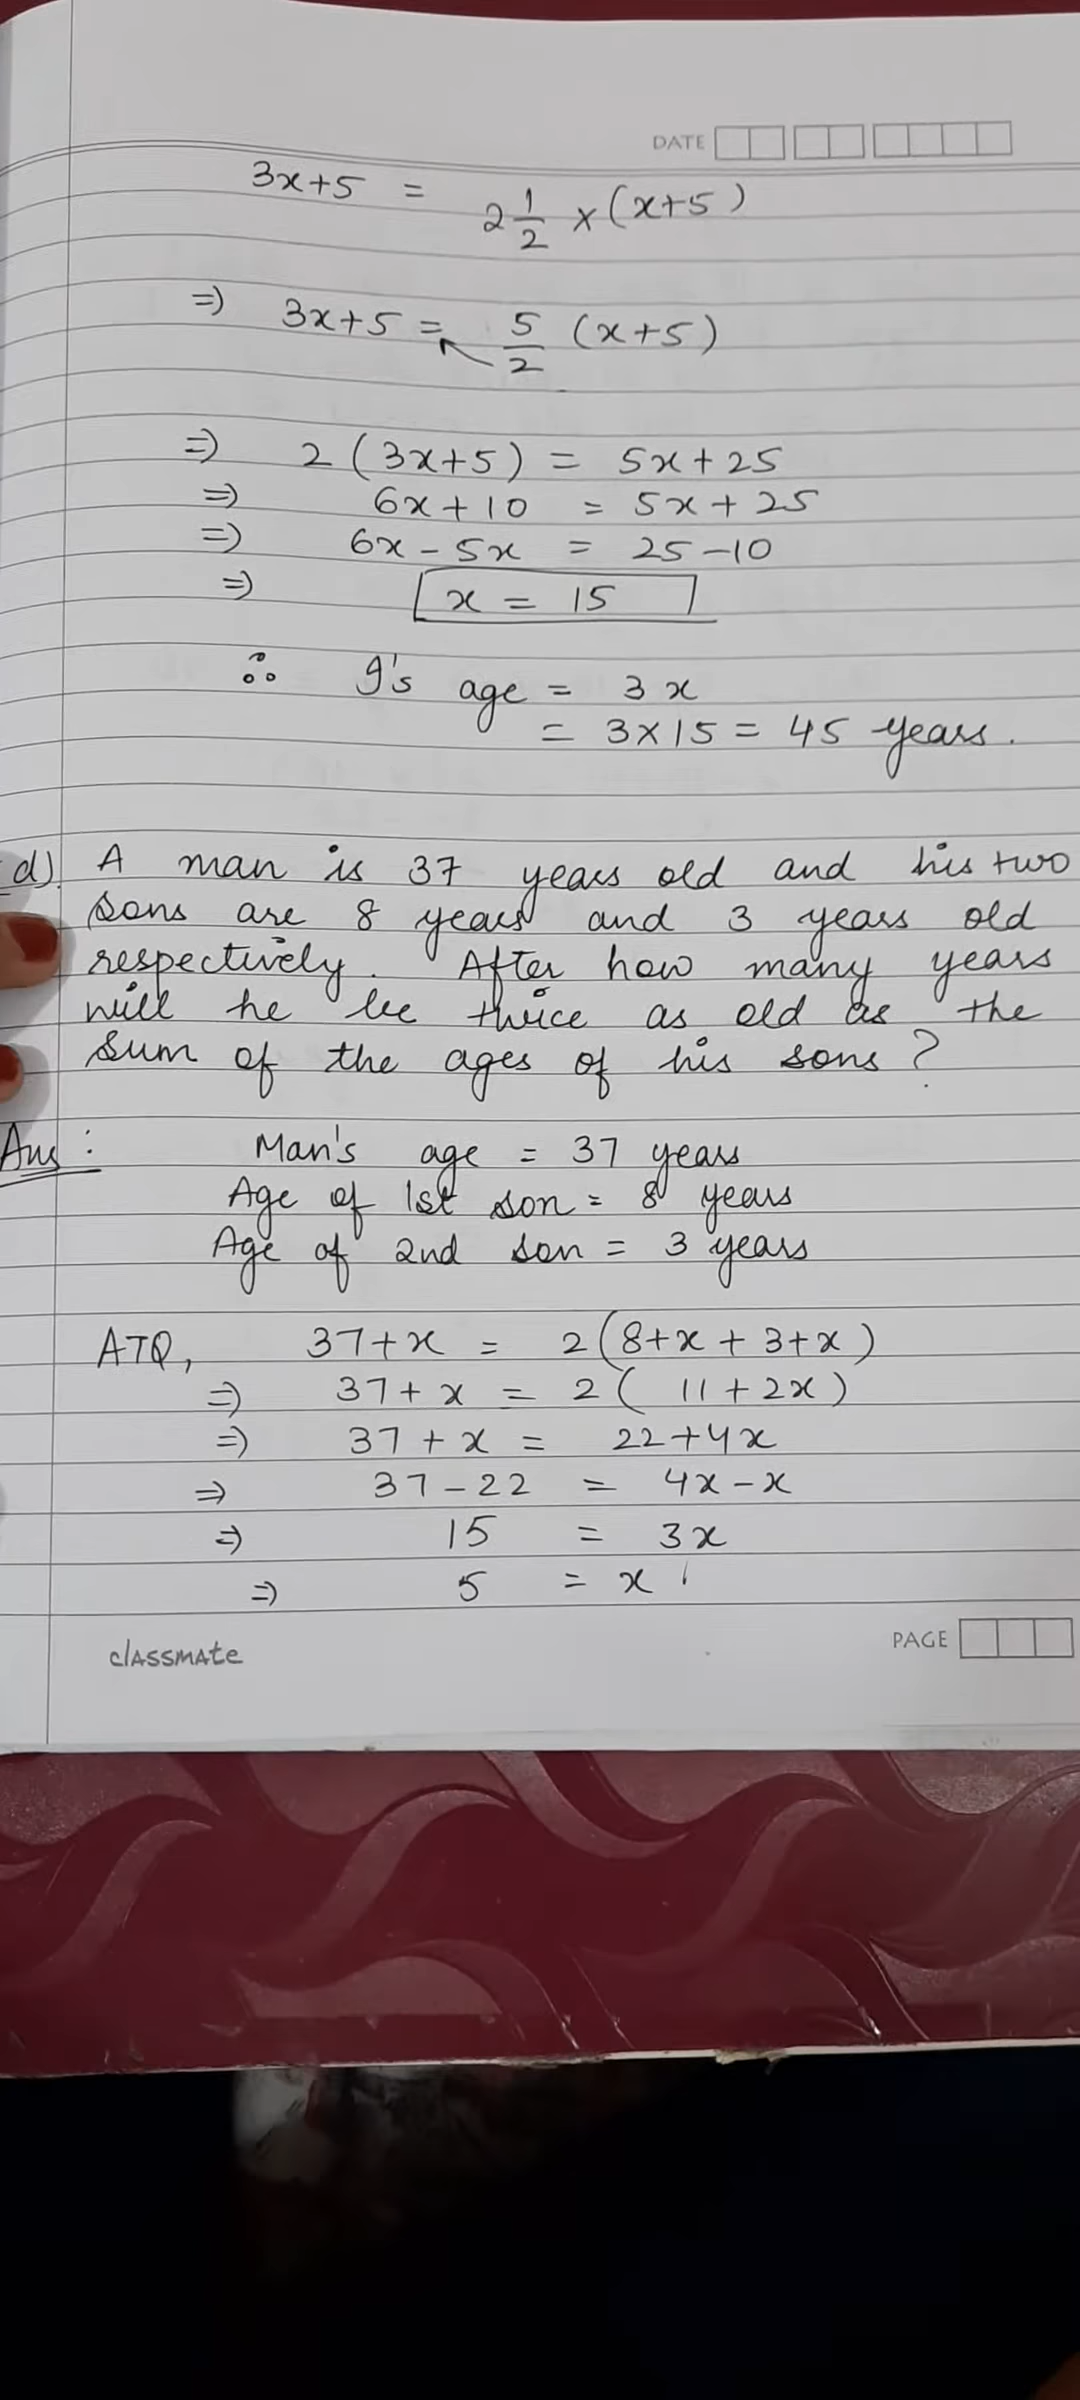 DATE
3x+5 = 2 1/2 × (x+5)
⇒ 3x+5 = 5/2 (x+5)
⇒ 2(3x+5) = 5x+25
⇒ 6x+10 = 5x+25
⇒ 6x-5x = 25-10
⇒ x = 15
∴ I's age = 3x
= 3×15 = 45 years.
d) A man is 37 years old and his two
sons are 8 years and 3 years old
respectively. After how many years
will he be twice as old as the
sum of the ages of his sons?
Ans: Man's age = 37 years
Age of 1st son = 8 years
Age of 2nd son = 3 years
ATQ, 37+x = 2(8+x+3+x)
⇒ 37+x = 2(11+2x)
⇒ 37+x = 22+4x
⇒ 37-22 = 4x-x
⇒ 15 = 3x
⇒ 5 = x
classmate
PAGE